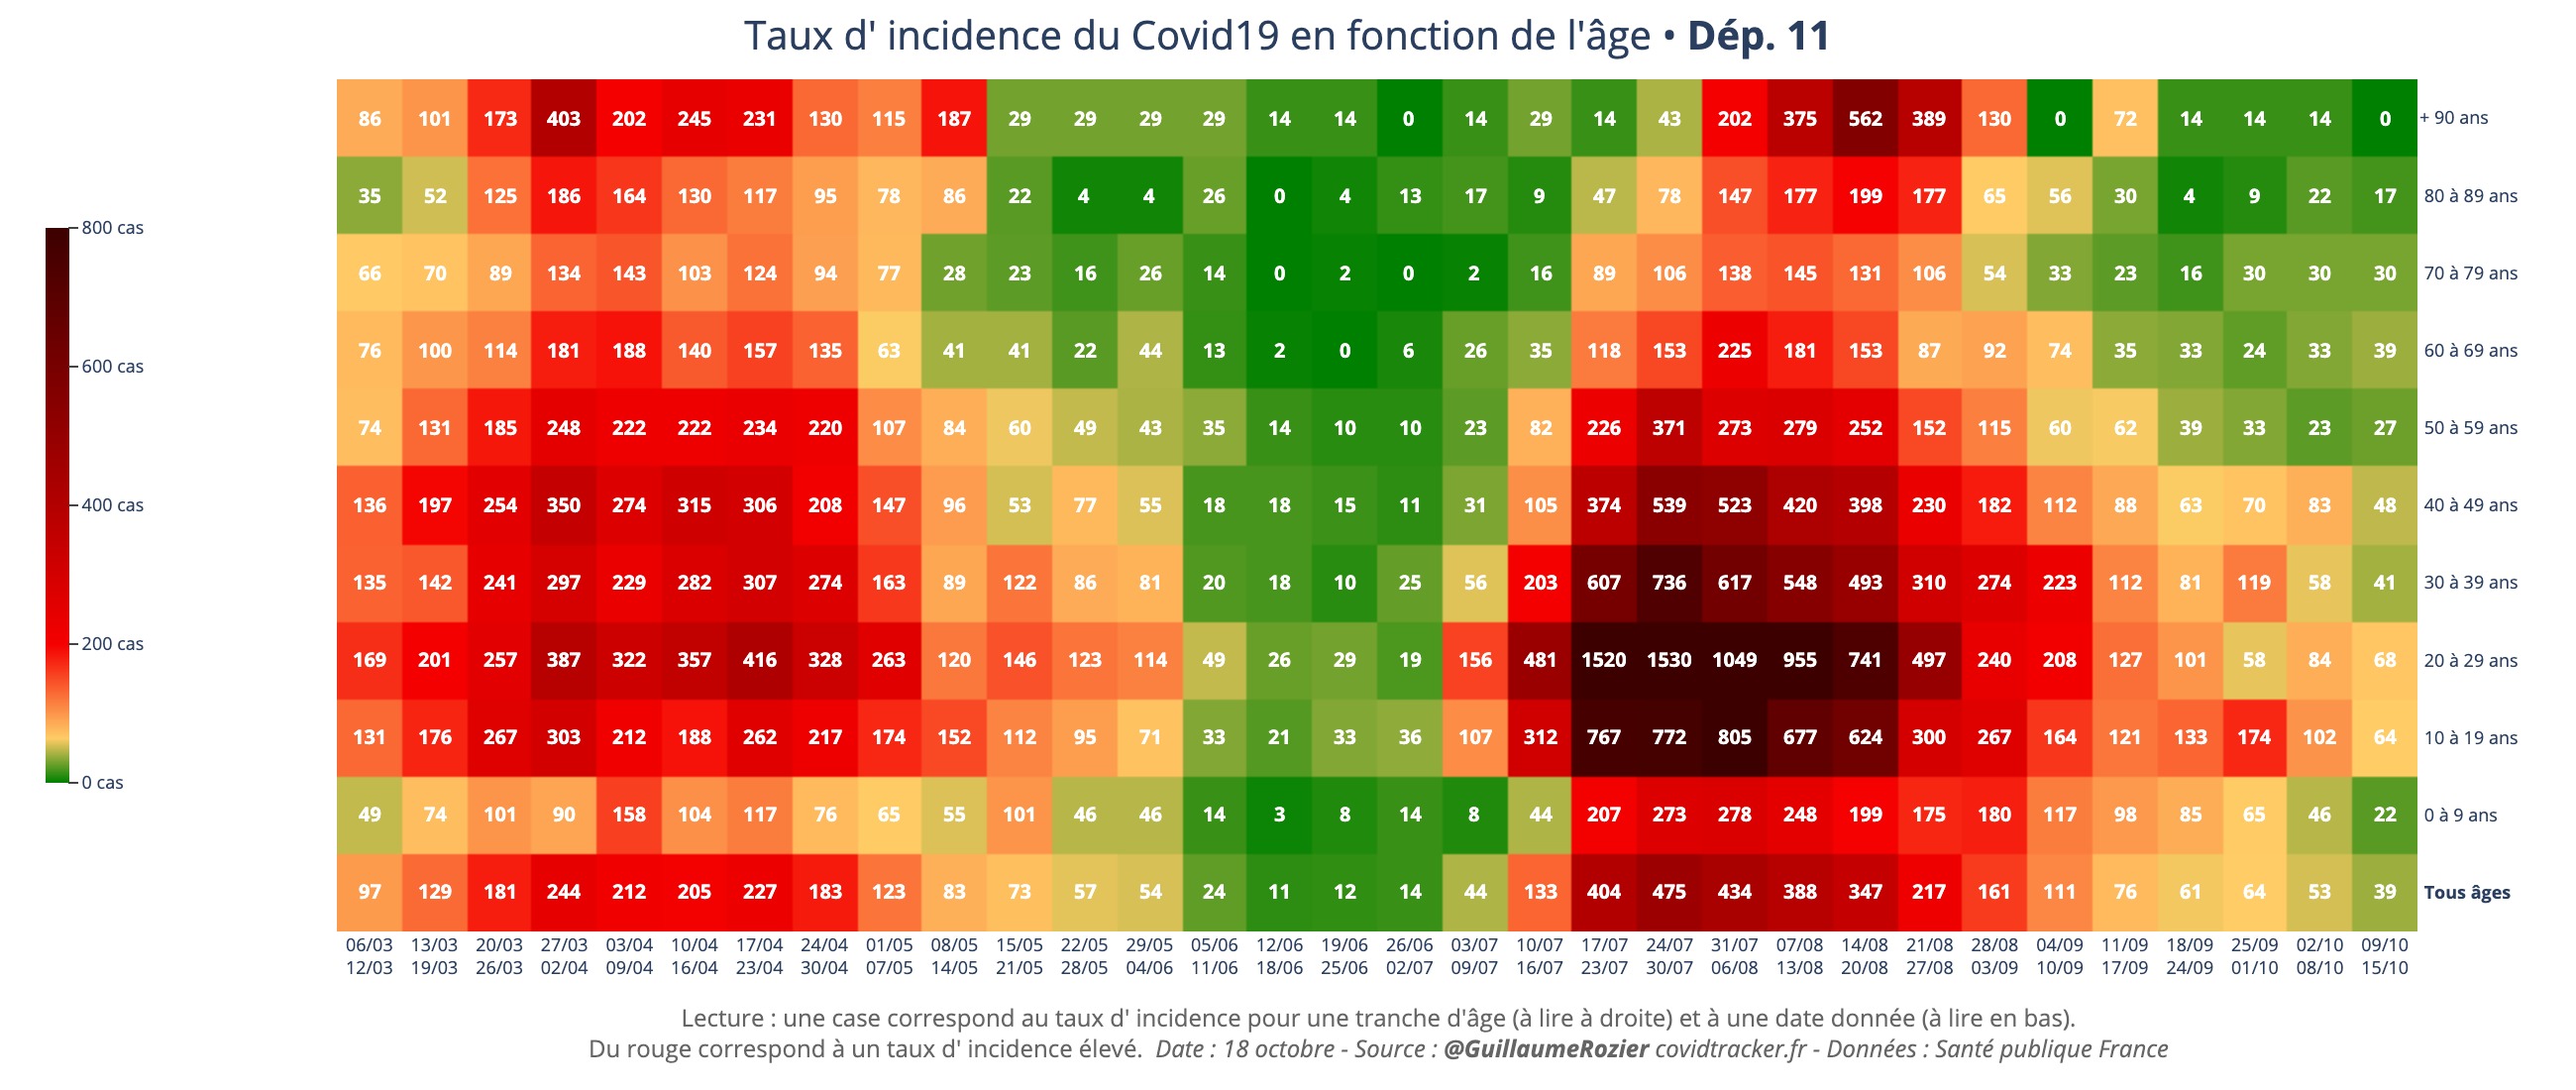 Taux d' incidence du Covid19 en fonction de l'âge • Dép. 11
800 cas
600 cas
400 cas
200 cas
0 cas
86 101 173 403 202 245 231 130 115 187 29 29 29 29 14 14 0 14 29 14 43 202 375 562 389 130 0 72 14 14 14 0 + 90 ans
35 52 125 186 164 130 117 95 78 86 22 4 4 26 0 4 13 17 9 47 78 147 177 199 177 65 56 30 4 9 22 17 80 à 89 ans
66 70 89 134 143 103 124 94 77 28 23 16 26 14 0 2 0 2 16 89 106 138 145 131 106 54 33 23 16 30 30 30 70 à 79 ans
76 100 114 181 188 140 157 135 63 41 41 22 44 13 2 0 6 26 35 118 153 225 181 153 87 92 74 35 33 24 33 39 60 à 69 ans
74 131 185 248 222 222 234 220 107 84 60 49 43 35 14 10 10 23 82 226 371 273 279 252 152 115 60 62 39 33 23 27 50 à 59 ans
136 197 254 350 274 315 306 208 147 96 53 77 55 18 18 15 11 31 105 374 539 523 420 398 230 182 112 88 63 70 83 48 40 à 49 ans
135 142 241 297 229 282 307 274 163 89 122 86 81 20 18 10 25 56 203 607 736 617 548 493 310 274 223 112 81 119 58 41 30 à 39 ans
169 201 257 387 322 357 416 328 263 120 146 123 114 49 26 29 19 156 481 1520 1530 1049 955 741 497 240 208 127 101 58 84 68 20 à 29 ans
131 176 267 303 212 188 262 217 174 152 112 95 71 33 21 33 36 107 312 767 772 805 677 624 300 267 164 121 133 174 102 64 10 à 19 ans
49 74 101 90 158 104 117 76 65 55 101 46 46 14 3 8 14 8 44 207 273 278 248 199 175 180 117 98 85 65 46 22 0 à 9 ans
97 129 181 244 212 205 227 183 123 83 73 57 54 24 11 12 14 44 133 404 475 434 388 347 217 161 111 76 61 64 53 39 Tous âges
06/03 13/03 20/03 27/03 03/04 10/04 17/04 24/04 01/05 08/05 15/05 22/05 29/05 05/06 12/06 19/06 26/06 03/07 10/07 17/07 24/07 31/07 07/08 14/08 21/08 28/08 04/09 11/09 18/09 25/09 02/10 09/10
12/03 19/03 26/03 02/04 09/04 16/04 23/04 30/04 07/05 14/05 21/05 28/05 04/06 11/06 18/06 25/06 02/07 09/07 16/07 23/07 30/07 06/08 13/08 20/08 27/08 03/09 10/09 17/09 24/09 01/10 08/10 15/10
Lecture : une case correspond au taux d' incidence pour une tranche d'âge (à lire à droite) et à une date donnée (à lire en bas).
Du rouge correspond à un taux d' incidence élevé. Date : 18 octobre - Source : @GuillaumeRozier covidtracker.fr - Données : Santé publique France